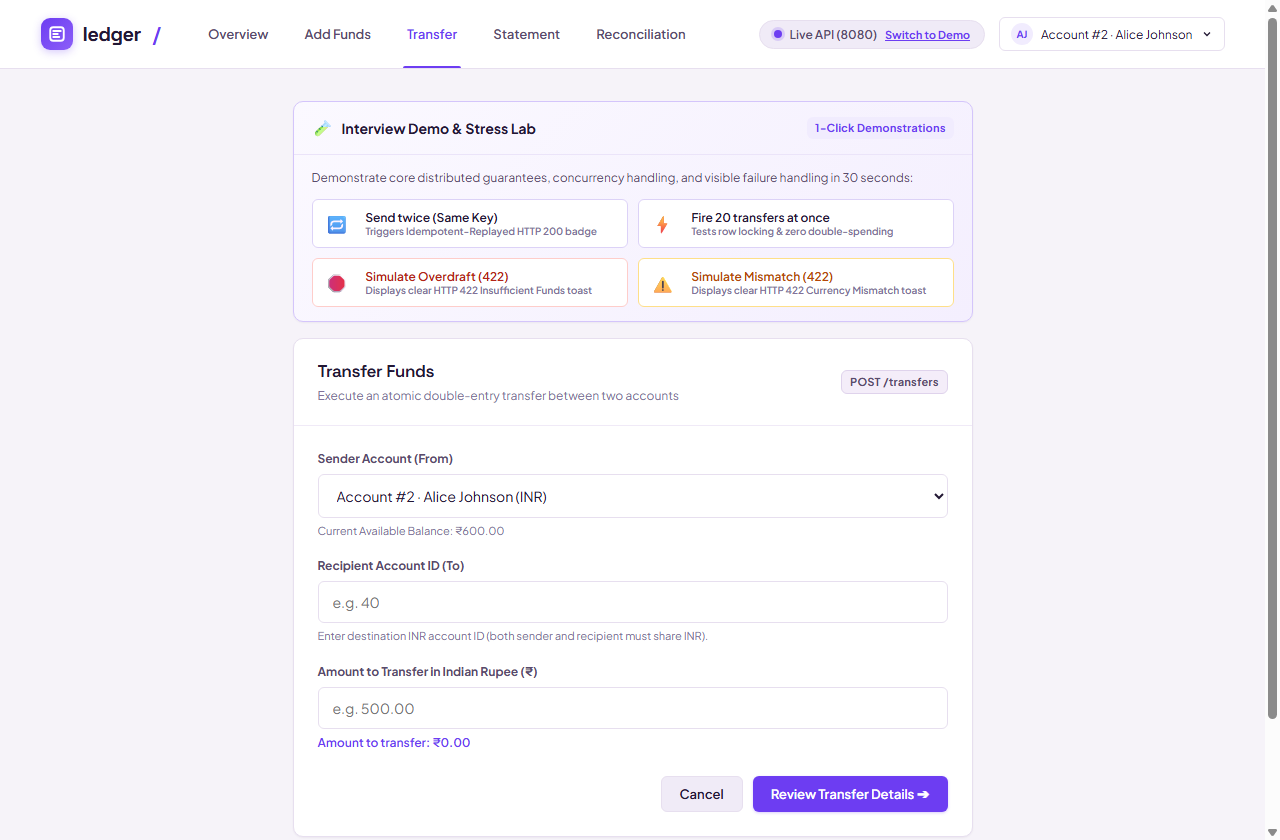 ledger /
Overview
Add Funds
Transfer
Statement
Reconciliation
Live API (8080) Switch to Demo
AJ Account #2 · Alice Johnson
Interview Demo & Stress Lab
1-Click Demonstrations
Demonstrate core distributed guarantees, concurrency handling, and visible failure handling in 30 seconds:
Send twice (Same Key)
Triggers Idempotent-Replayed HTTP 200 badge
Fire 20 transfers at once
Tests row locking & zero double-spending
Simulate Overdraft (422)
Displays clear HTTP 422 Insufficient Funds toast
Simulate Mismatch (422)
Displays clear HTTP 422 Currency Mismatch toast
Transfer Funds
Execute an atomic double-entry transfer between two accounts
POST /transfers
Sender Account (From)
Account #2 · Alice Johnson (INR)
Current Available Balance: ₹600.00
Recipient Account ID (To)
e.g. 40
Enter destination INR account ID (both sender and recipient must share INR).
Amount to Transfer in Indian Rupee (₹)
e.g. 500.00
Amount to transfer: ₹0.00
Cancel
Review Transfer Details ➔